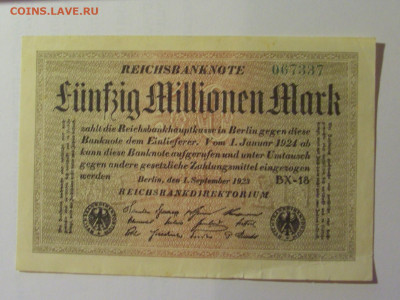 COINS.LAVE.RU
REICHSBANKNOTE 067337
Fünfzig Millionen Mark
zahlt die Reichsbankhauptkasse in Berlin gegen diese
Banknote dem Einlieferer. Vom 1. Januar 1924 ab
kann diese Banknote aufgerufen und unter Umtausch
gegen andere gesetzliche Zahlungsmittel eingezogen
werden
Berlin, den 1. September 1923 BX-18
REICHSBANKDIREKTORIUM